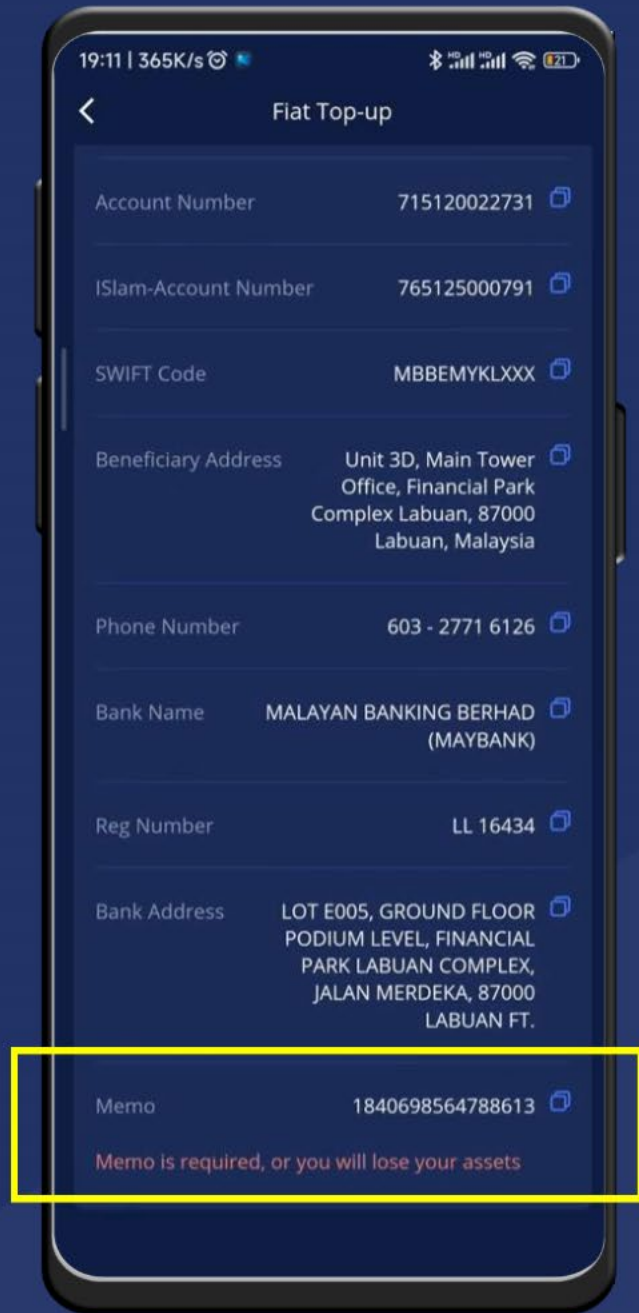 19:11 | 365K/s
HD HD 21
Fiat Top-up
Account Number 715120022731
ISlam-Account Number 765125000791
SWIFT Code MBBEMYKLXXX
Beneficiary Address Unit 3D, Main Tower
Office, Financial Park
Complex Labuan, 87000
Labuan, Malaysia
Phone Number 603 - 2771 6126
Bank Name MALAYAN BANKING BERHAD
(MAYBANK)
Reg Number LL 16434
Bank Address LOT E005, GROUND FLOOR
PODIUM LEVEL, FINANCIAL
PARK LABUAN COMPLEX,
JALAN MERDEKA, 87000
LABUAN FT.
Memo 1840698564788613
Memo is required, or you will lose your assets